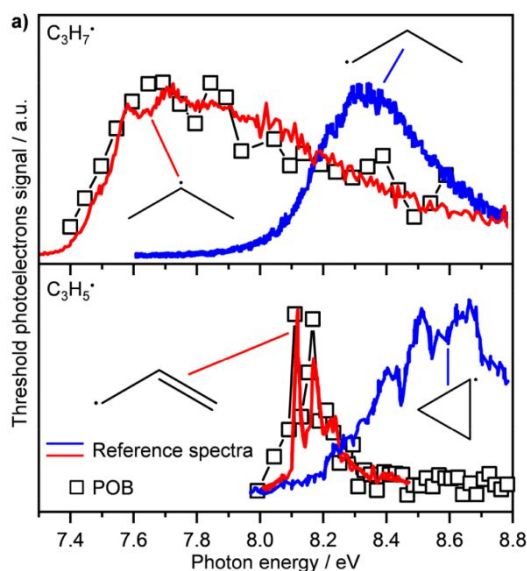 a)
C₃H₇•
C₃H₅•
Threshold photoelectrons signal / a.u.
Reference spectra
POB
7.4 7.6 7.8 8.0 8.2 8.4 8.6 8.8
Photon energy / eV